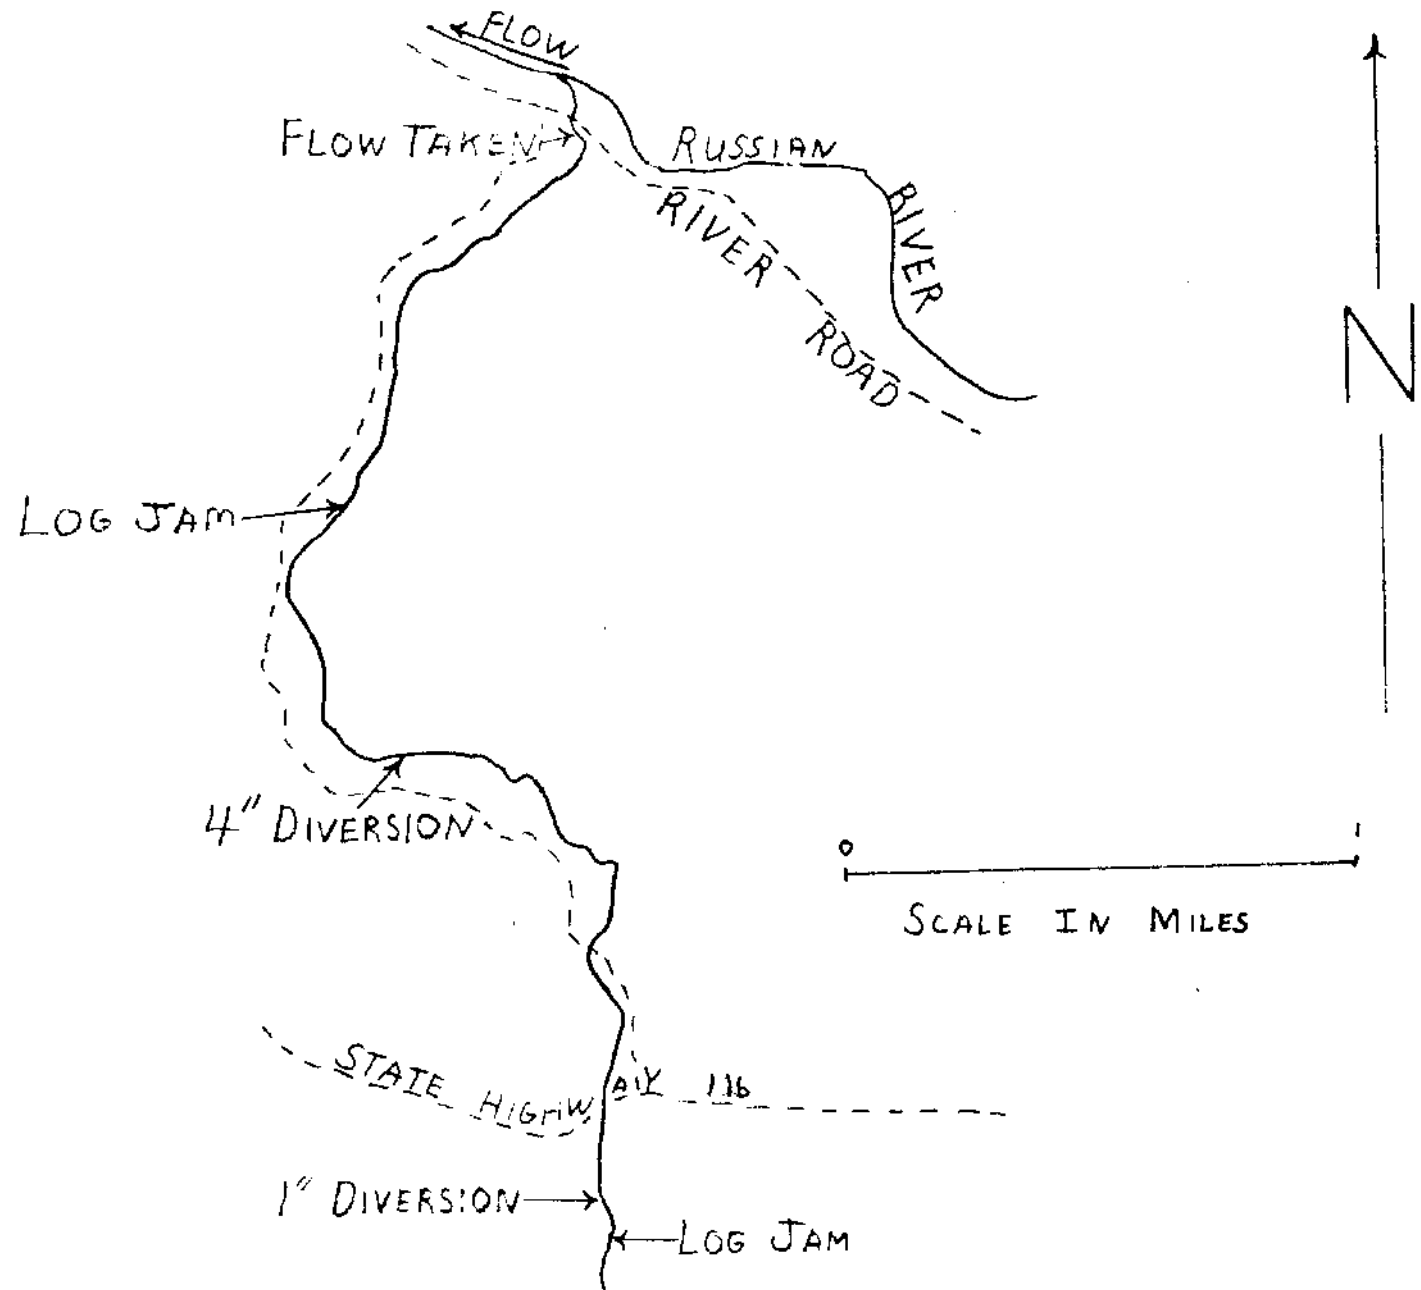 FLOW
FLOW TAKEN
RUSSIAN
RIVER
RIVER
ROAD
N
LOG JAM
4" DIVERSION
0 1
SCALE IN MILES
STATE HIGHWAY 116
1" DIVERSION
LOG JAM